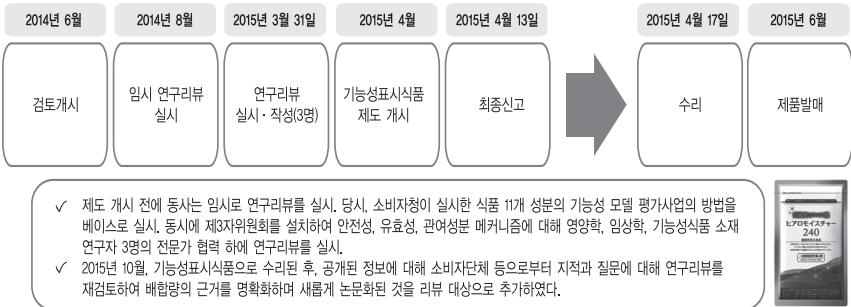 2014년 6월
2014년 8월
2015년 3월 31일
2015년 4월
2015년 4월 13일
2015년 4월 17일
2015년 6월
검토개시
임시 연구리뷰
실시
연구리뷰
실시·작성(3명)
기능성표시식품
제도 개시
최종신고
수리
제품발매
✓ 제도 개시 전에 동사는 임시로 연구리뷰를 실시. 당시, 소비자청이 실시한 식품 11개 성분의 기능성 모델 평가사업의 방법을
베이스로 실시. 동시에 제3자위원회를 설치하여 안전성, 유효성, 관여성분 메커니즘에 대해 영양학, 임상학, 기능성식품 소재
연구자 3명의 전문가 협력 하에 연구리뷰를 실시.
✓ 2015년 10월, 기능성표시식품으로 수리된 후, 공개된 정보에 대해 소비자단체 등으로부터 지적과 질문에 대해 연구리뷰를
재검토하여 배합량의 근거를 명확화하며 새롭게 논문화된 것을 리뷰 대상으로 추가하였다.
ヒアロモイスチャー
240